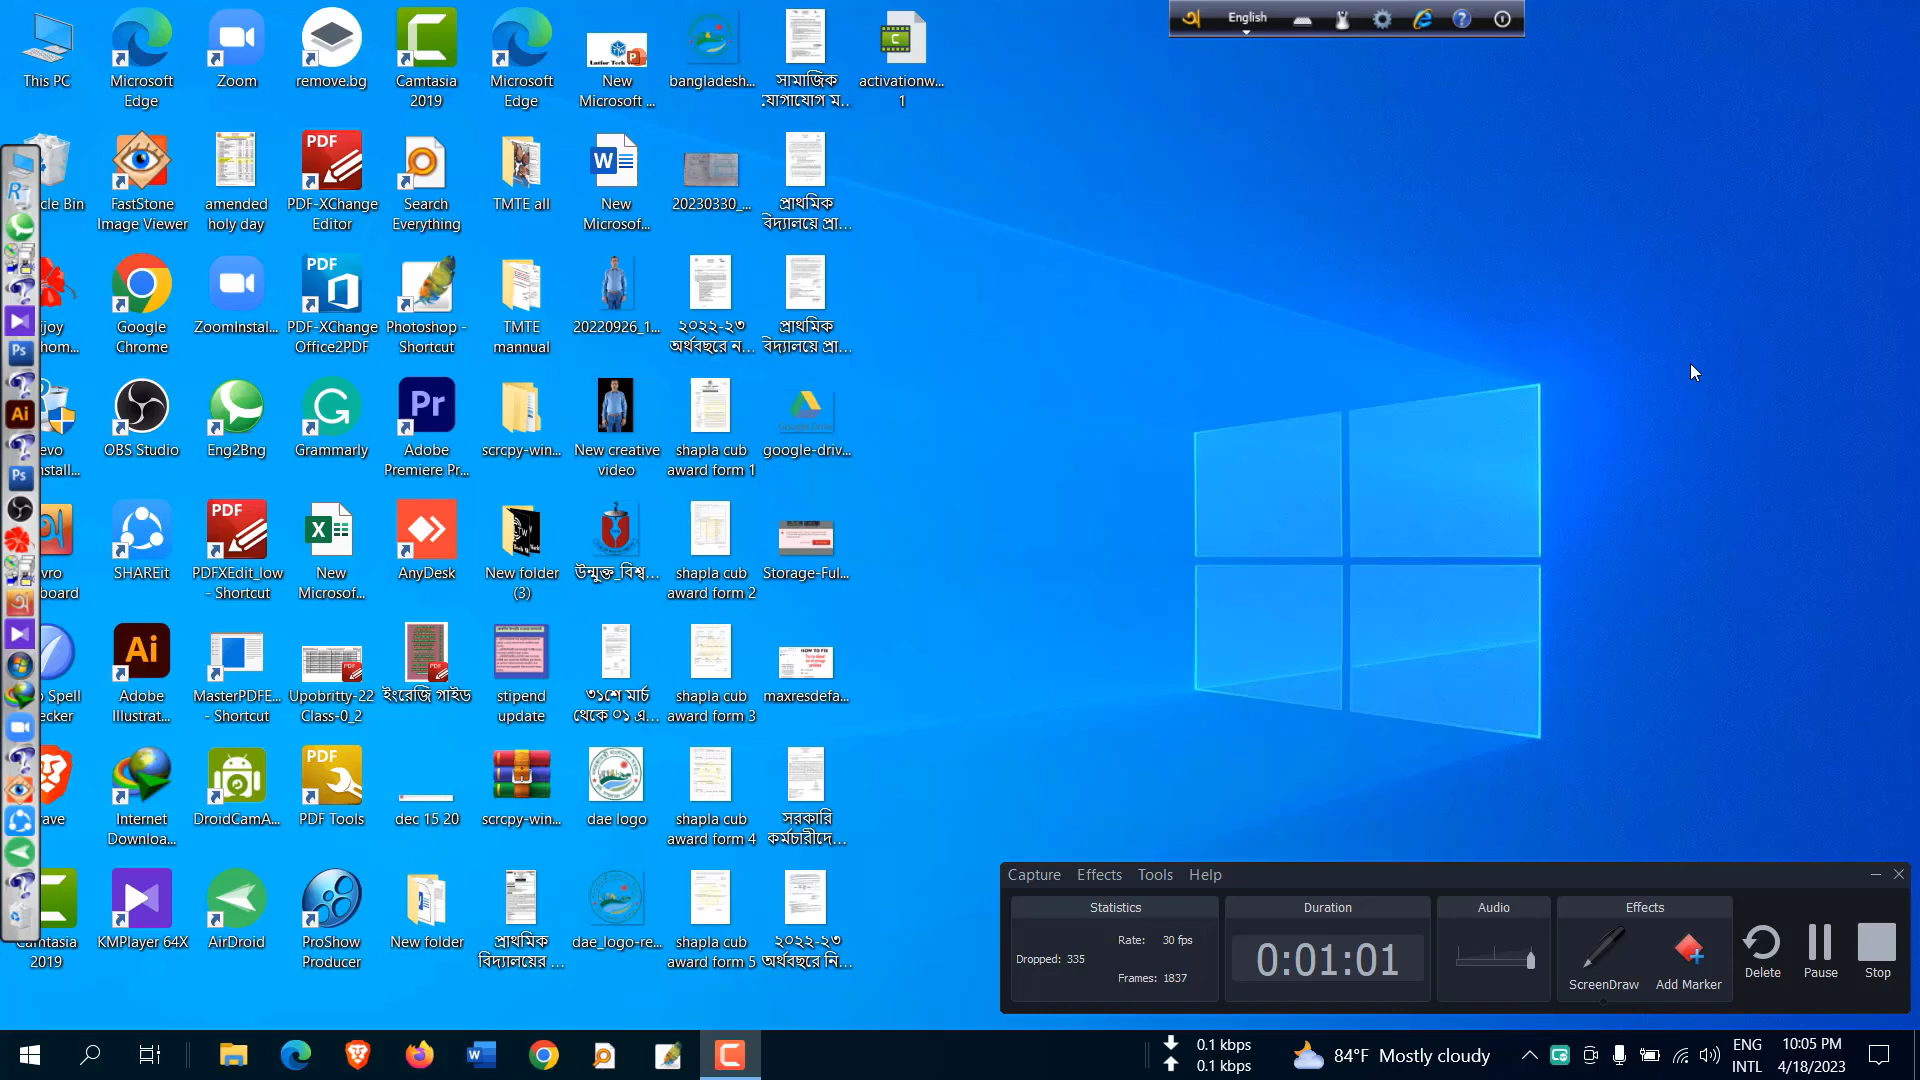 English
This PC
Microsoft
Edge
Zoom
remove.bg
Camtasia
2019
Microsoft
Edge
New
Microsoft ...
bangladesh...
সামাজিক
যোগাযোগ ম...
activationw...
1
cle Bin
FastStone
Image Viewer
amended
holy day
PDF-XChange
Editor
Search
Everything
TMTE all
New
Microsof...
20230330_...
প্রাথমিক
বিদ্যালয়ে প্রা...
ijoy
hom...
Google
Chrome
ZoomInstal...
PDF-XChange
Office2PDF
Photoshop -
Shortcut
TMTE
mannual
20220926_1...
২০২২-২৩
অর্থবছরে ন...
প্রাথমিক
বিদ্যালয়ে প্রা...
evo
nstall...
OBS Studio
Eng2Bng
Grammarly
Adobe
Premiere Pr...
scrcpy-win...
New creative
video
shapla cub
award form 1
google-driv...
vro
board
SHAREit
PDFXEdit_low
- Shortcut
New
Microsof...
AnyDesk
New folder
(3)
উন্মুক্ত_বিশ্ব...
shapla cub
award form 2
Storage-Ful...
o Spell
ecker
Adobe
Illustrat...
MasterPDFE...
- Shortcut
Upobritty-22
Class-0_2
ইংরেজি গাইড
stipend
update
৩১শে মার্চ
থেকে ০১ এ...
shapla cub
award form 3
maxresdefa...
ave
Internet
Downloa...
DroidCamA...
PDF Tools
dec 15 20
scrcpy-win...
dae logo
shapla cub
award form 4
সরকারি
কর্মচারীদে...
Camtasia
2019
KMPlayer 64X
AirDroid
ProShow
Producer
New folder
প্রাথমিক
বিদ্যালয়ের ...
dae_logo-re...
shapla cub
award form 5
২০২২-২৩
অর্থবছরে নি...
Capture Effects Tools Help
Statistics
Duration
Audio
Effects
Rate: 30 fps
Dropped: 335
Frames: 1837
0:01:01
ScreenDraw
Add Marker
Delete
Pause
Stop
0.1 kbps
0.1 kbps
84°F Mostly cloudy
ENG
INTL
10:05 PM
4/18/2023